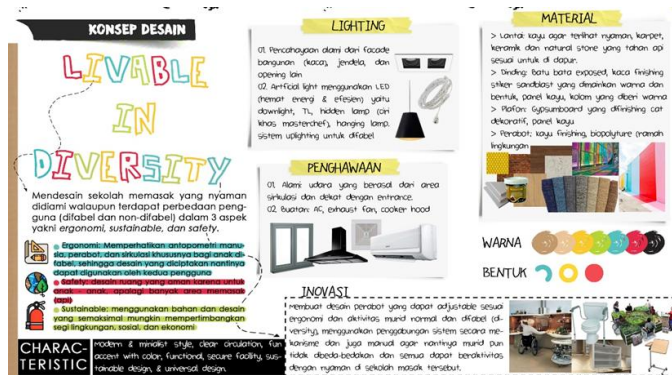 KONSEP DESAIN
LIVABLE
IN
DIVERSITY
Mendesain sekolah memasak yang nyaman
didiami walaupun terdapat perbedaan peng-
guna (difabel dan non-difabel) dalam 3 aspek
yakni ergonomi, sustainable, dan safety.
Ergonomi: Memperhatikan antopometri manu-
sia, perabot, dan sirkulasi khususnya bagi anak di-
fabel, sehingga desain yang diciptakan nantinya
dapat digunakan oleh kedua pengguna
Safety: desain ruang yang aman karena untuk
anak - anak, apalagi banyak area memasak
(api)
Sustainable: menggunakan bahan dan desain
yang semaksimal mungkin mempertimbangkan
segi lingkungan, sosial, dan ekonomi
CHARAC-
TERISTIC
Modern & minimalist style, clear circulation, fun
accent with color, functional, secure facility, sus-
tainable design, & universal design.
LIGHTING
01. Pencahayaan alami dari facade
bangunan (kaca), jendela, dan
opening lain
02. Artficial light menggunakan LED
(hemat energi & efesien) yaitu
downlight, TL, hidden lamp (ciri
khas masterchef), hanging lamp.
sistem uplighting untuk difabel
PENGHAWAAN
01. Alami: udara yang berasal dari area
sirkulasi dan dekat dengan entrance.
02. Buatan: AC, exhaust fan, cooker hood
INOVASI
Membuat desain perabot yang dapat adjustable sesuai
ergonomi dan aktivitas murid normal dan difabel (di-
versity), menggunakan penggabungan sistem secara me-
kanisme dan juga manual agar nantinya murid pun
tidak dibeda-bedakan dan semua dapat beraktivitas
dengan nyaman di sekolah masak tersebut.
MATERIAL
> Lantai: kayu agar terlihat nyaman, karpet,
keramik dan natural stone yang tahan api
sesuai untuk di dapur.
> Dinding: Batu bata exposed, kaca finishing
stiker sandblast yang dimainkan warna dan
bentuk, panel kayu, kolom yang diberi warna
> Plafon: Gypsumboard yang difinishing cat
dekoratif, panel kayu
> Perabot: kayu finishing, biopolyture (ramah
lingkungan
WARNA
BENTUK